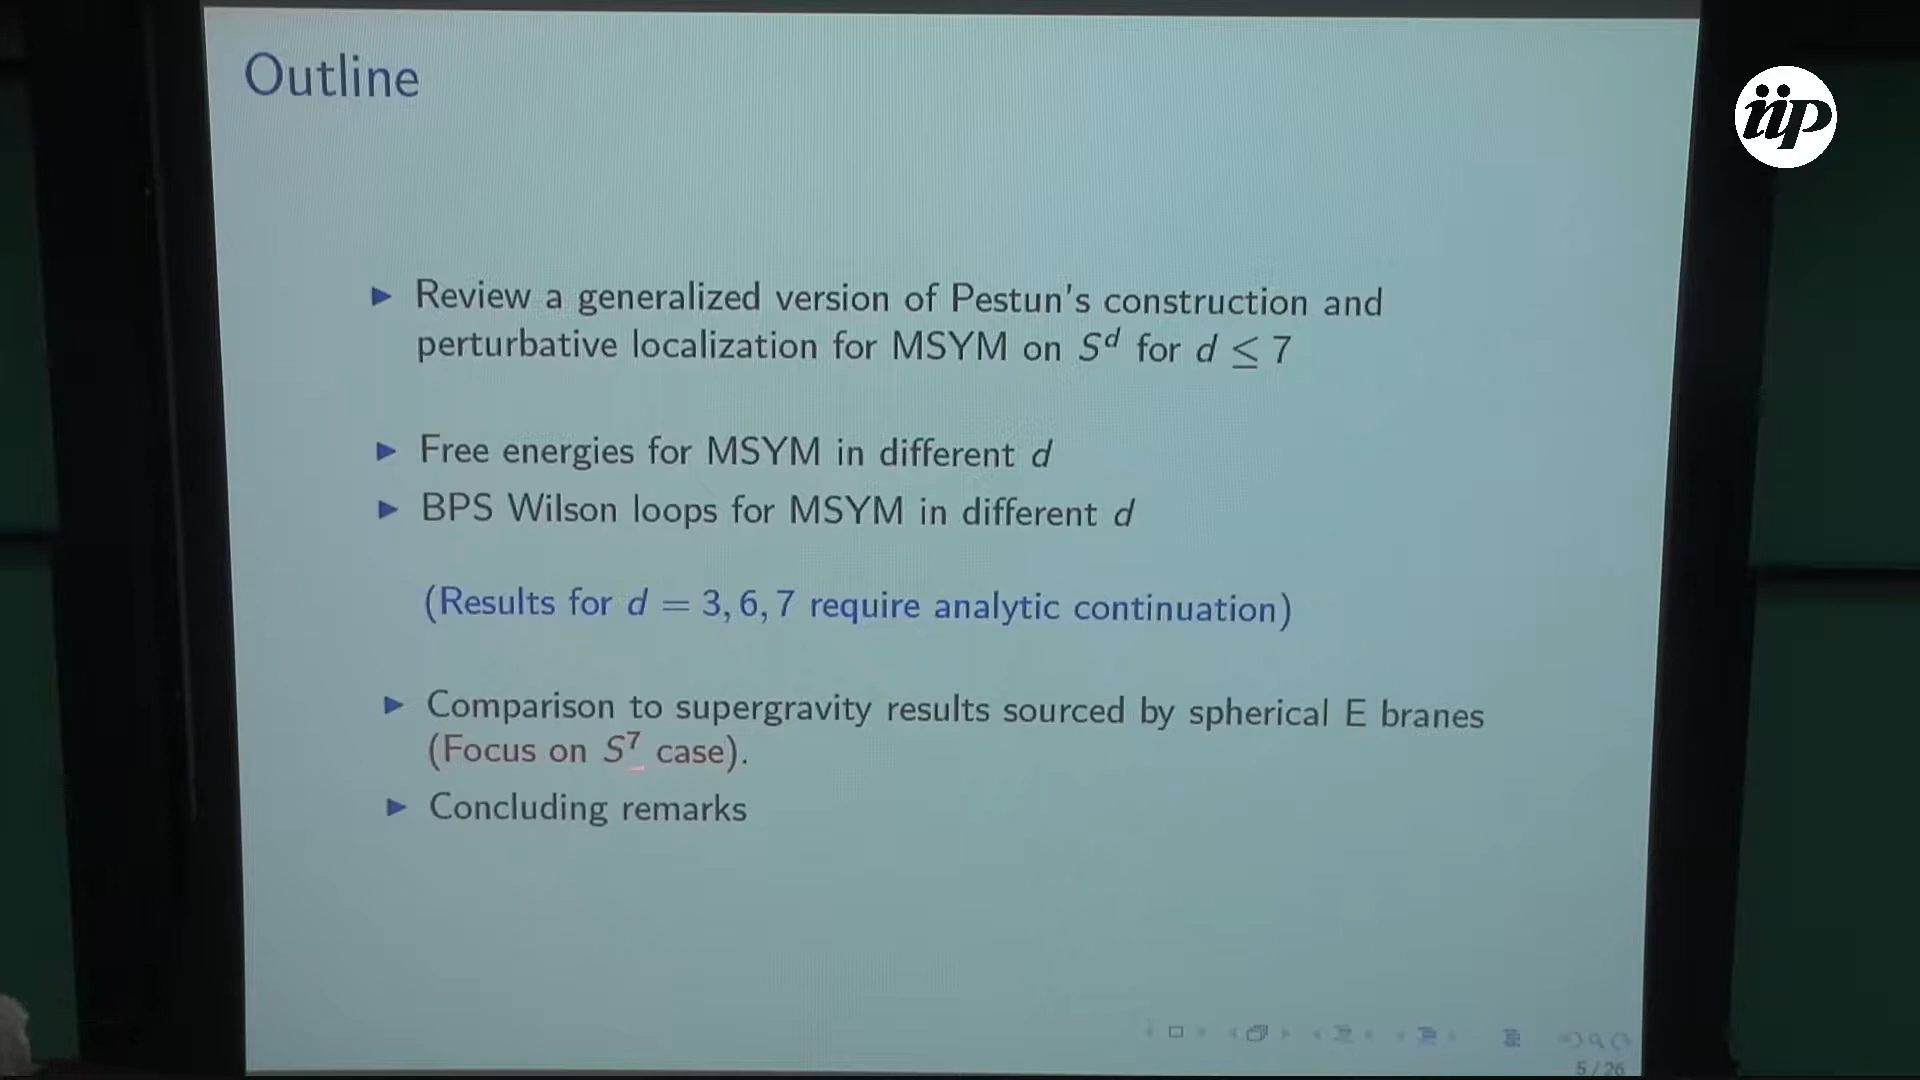 Outline
iip
▶ Review a generalized version of Pestun's construction and
perturbative localization for MSYM on S^d for d ≤ 7
▶ Free energies for MSYM in different d
▶ BPS Wilson loops for MSYM in different d
(Results for d = 3, 6, 7 require analytic continuation)
▶ Comparison to supergravity results sourced by spherical E branes
(Focus on S^7 case).
▶ Concluding remarks
5 / 26